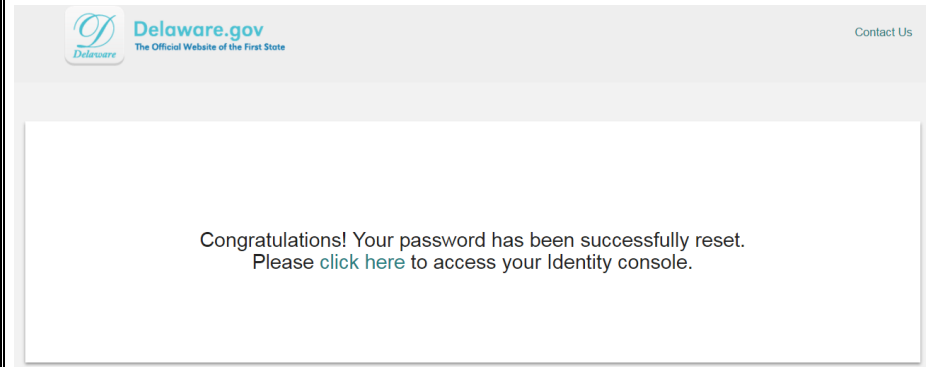 Delaware
Delaware.gov
The Official Website of the First State
Contact Us
Congratulations! Your password has been successfully reset.
Please click here to access your Identity console.